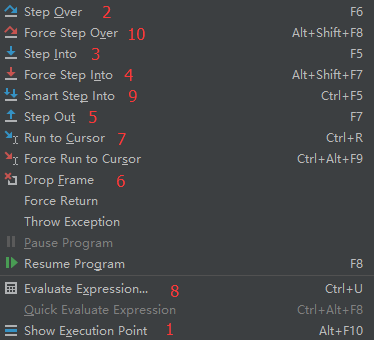 Step Over 2 F6
Force Step Over 10 Alt+Shift+F8
Step Into 3 F5
Force Step Into 4 Alt+Shift+F7
Smart Step Into 9 Ctrl+F5
Step Out 5 F7
Run to Cursor 7 Ctrl+R
Force Run to Cursor Ctrl+Alt+F9
Drop Frame 6
Force Return
Throw Exception
Pause Program
Resume Program F8
Evaluate Expression... 8 Ctrl+U
Quick Evaluate Expression Ctrl+Alt+F8
Show Execution Point 1 Alt+F10